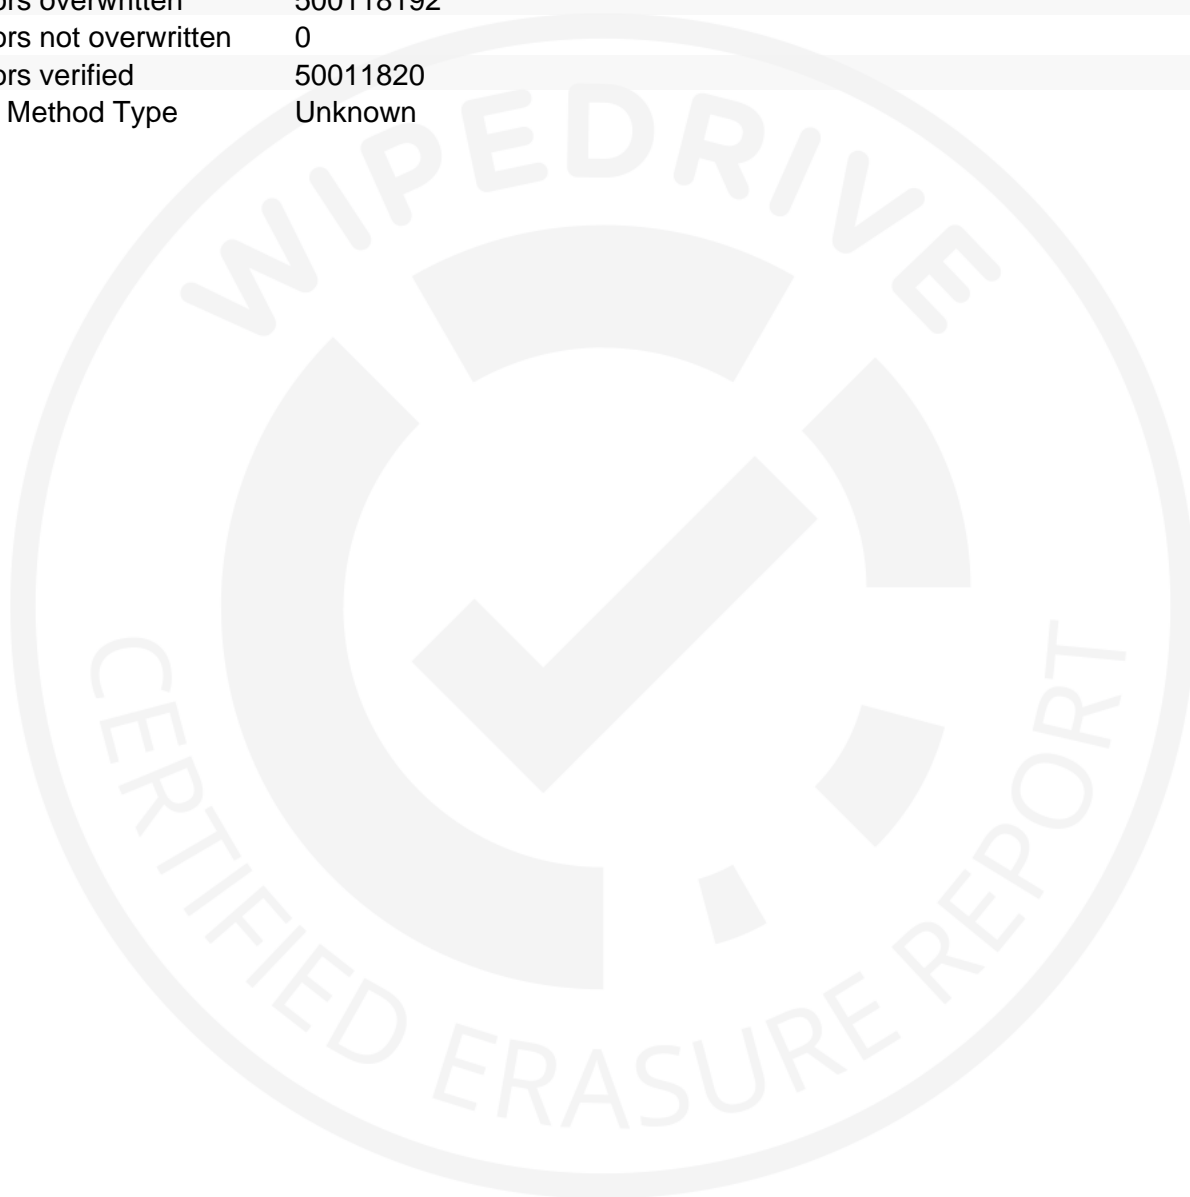 ors overwritten 500118192
ors not overwritten 0
ors verified 50011820
Method Type Unknown
WIPEDRIVE
CERTIFIED ERASURE REPORT